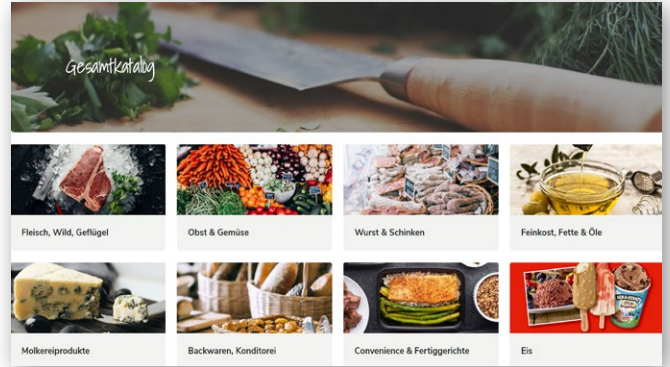 Gesamtkatalog
Fleisch, Wild, Geflügel
Obst & Gemüse
Wurst & Schinken
Feinkost, Fette & Öle
Molkereiprodukte
Backwaren, Konditorei
Convenience & Fertiggerichte
Eis